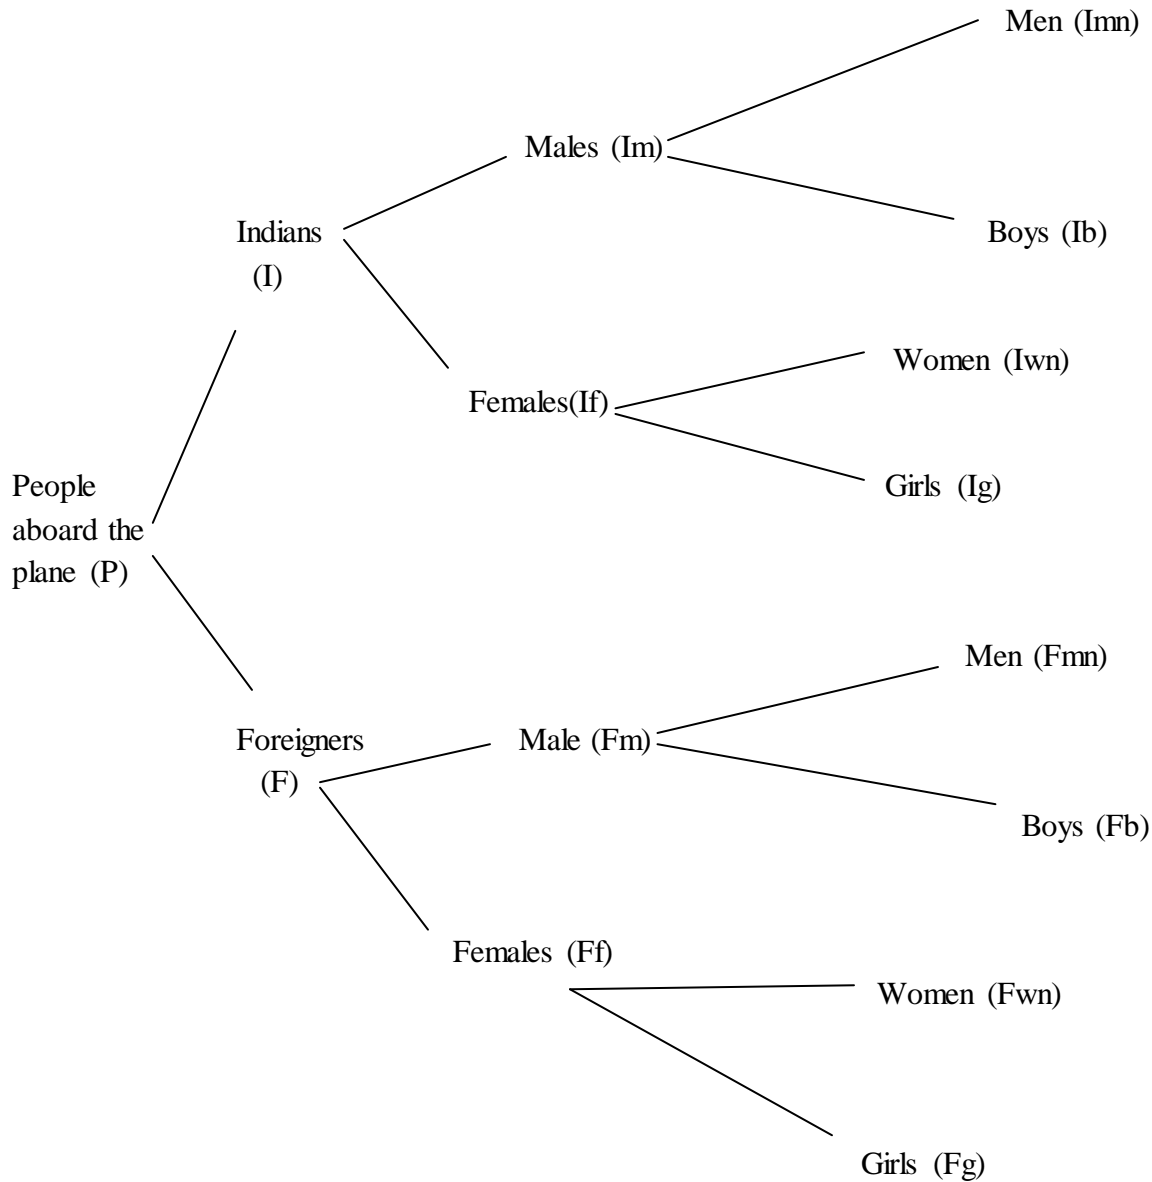 Men (Imn)
Males (Im)
Boys (Ib)
Indians
(I)
Women (Iwn)
Females(If)
Girls (Ig)
People
aboard the
plane (P)
Men (Fmn)
Foreigners
(F)
Male (Fm)
Boys (Fb)
Females (Ff)
Women (Fwn)
Girls (Fg)